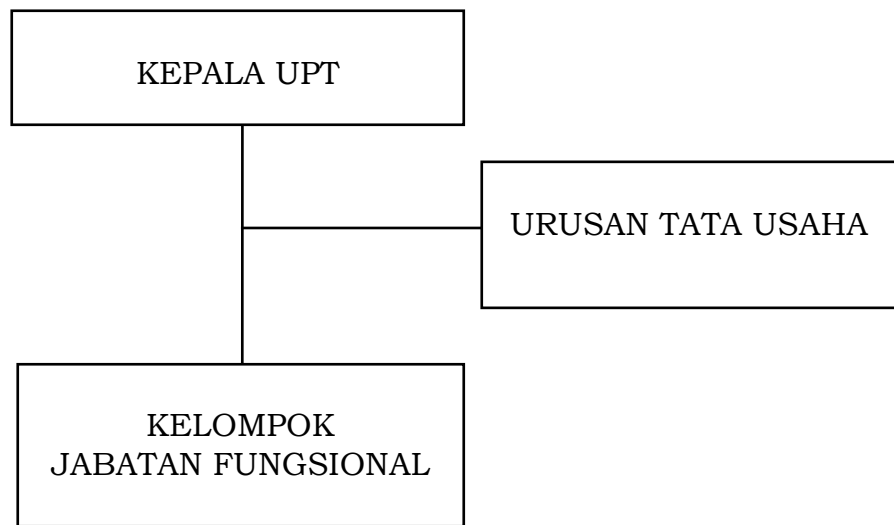 KEPALA UPT
URUSAN TATA USAHA
KELOMPOK
JABATAN FUNGSIONAL